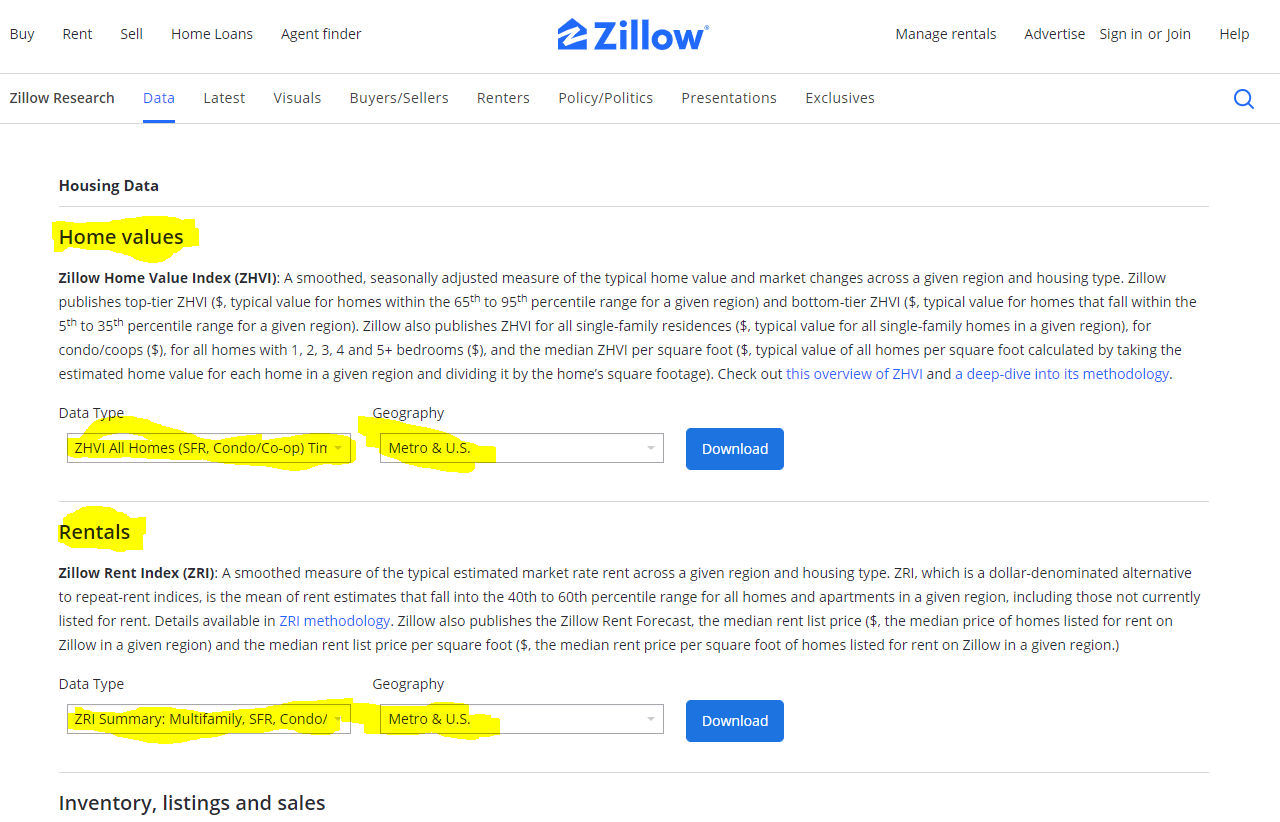 Buy Rent Sell Home Loans Agent finder Zillow® Manage rentals Advertise Sign in or Join Help
Zillow Research Data Latest Visuals Buyers/Sellers Renters Policy/Politics Presentations Exclusives
Housing Data
Home values
Zillow Home Value Index (ZHVI): A smoothed, seasonally adjusted measure of the typical home value and market changes across a given region and housing type. Zillow
publishes top-tier ZHVI ($, typical value for homes within the 65th to 95th percentile range for a given region) and bottom-tier ZHVI ($, typical value for homes that fall within the
5th to 35th percentile range for a given region). Zillow also publishes ZHVI for all single-family residences ($, typical value for all single-family homes in a given region), for
condo/coops ($), for all homes with 1, 2, 3, 4 and 5+ bedrooms ($), and the median ZHVI per square foot ($, typical value of all homes per square foot calculated by taking the
estimated home value for each home in a given region and dividing it by the home’s square footage). Check out this overview of ZHVI and a deep-dive into its methodology.
Data Type Geography
ZHVI All Homes (SFR, Condo/Co-op) Tim Metro & U.S. Download
Rentals
Zillow Rent Index (ZRI): A smoothed measure of the typical estimated market rate rent across a given region and housing type. ZRI, which is a dollar-denominated alternative
to repeat-rent indices, is the mean of rent estimates that fall into the 40th to 60th percentile range for all homes and apartments in a given region, including those not currently
listed for rent. Details available in ZRI methodology. Zillow also publishes the Zillow Rent Forecast, the median rent list price ($, the median price of homes listed for rent on
Zillow in a given region) and the median rent list price per square foot ($, the median rent price per square foot of homes listed for rent on Zillow in a given region.)
Data Type Geography
ZRI Summary: Multifamily, SFR, Condo/ Metro & U.S. Download
Inventory, listings and sales